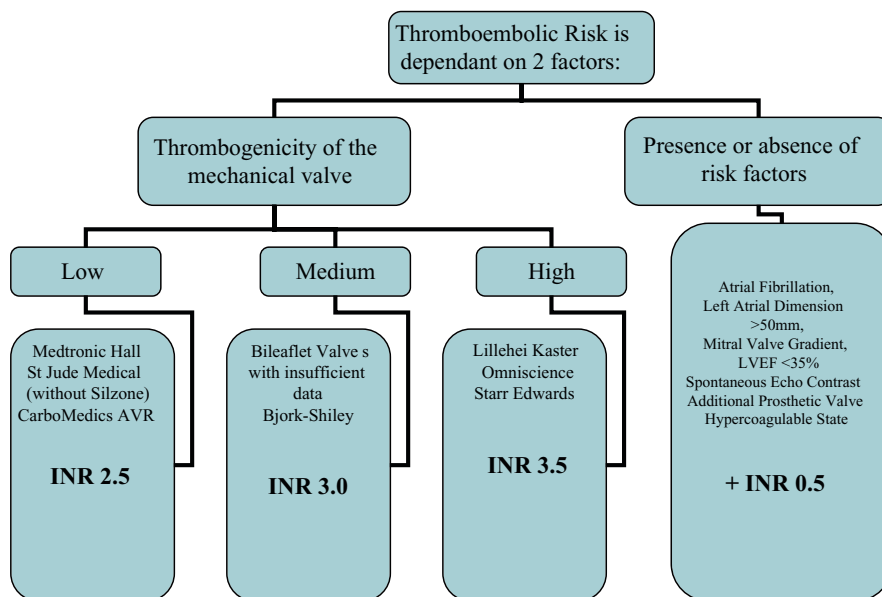 Thromboembolic Risk is
dependant on 2 factors:
Thrombogenicity of the
mechanical valve
Presence or absence of
risk factors
Low
Medium
High
Medtronic Hall
St Jude Medical
(without Silzone)
CarboMedics AVR
INR 2.5
Bileaflet Valve s
with insufficient
data
Bjork-Shiley
INR 3.0
Lillehei Kaster
Omniscience
Starr Edwards
INR 3.5
Atrial Fibrillation,
Left Atrial Dimension
>50mm,
Mitral Valve Gradient,
LVEF <35%
Spontaneous Echo Contrast
Additional Prosthetic Valve
Hypercoagulable State
+ INR 0.5